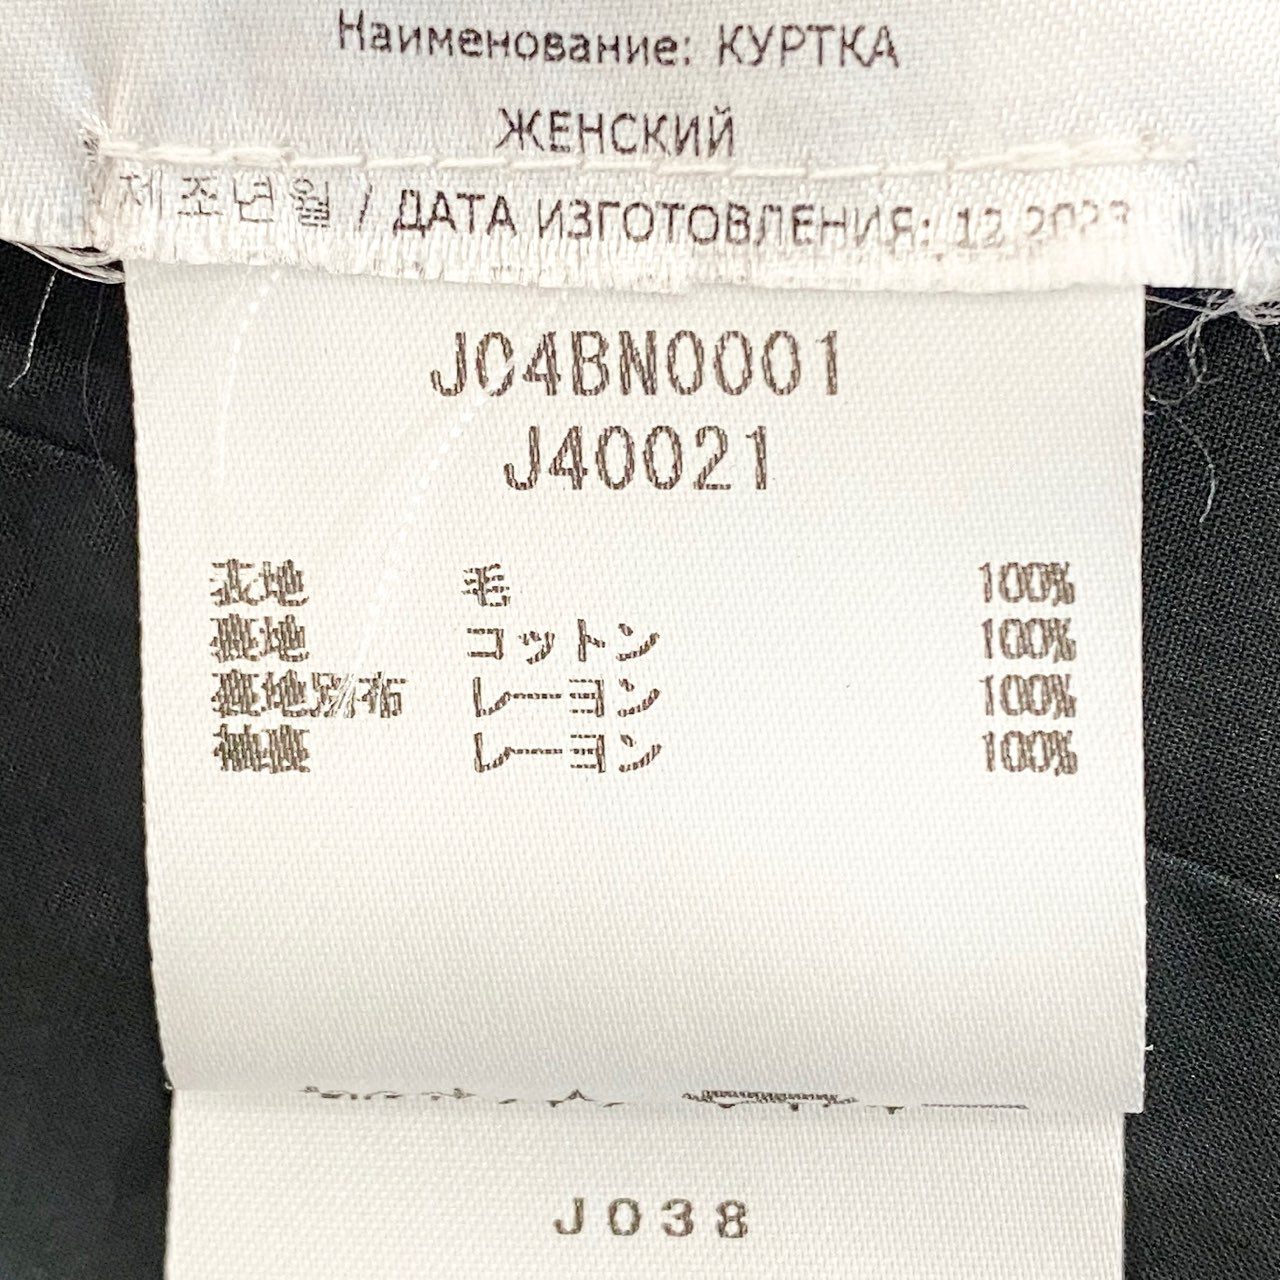 Наименование: КУРТКА
ЖЕНСКИЙ
제조년월 / ДАТА ИЗГОТОВЛЕНИЯ: 12.2023
J04BN0001
J40021
表地 毛 100%
裏地 コットン 100%
裏地別布 レーヨン 100%
袖裏 レーヨン 100%
J038